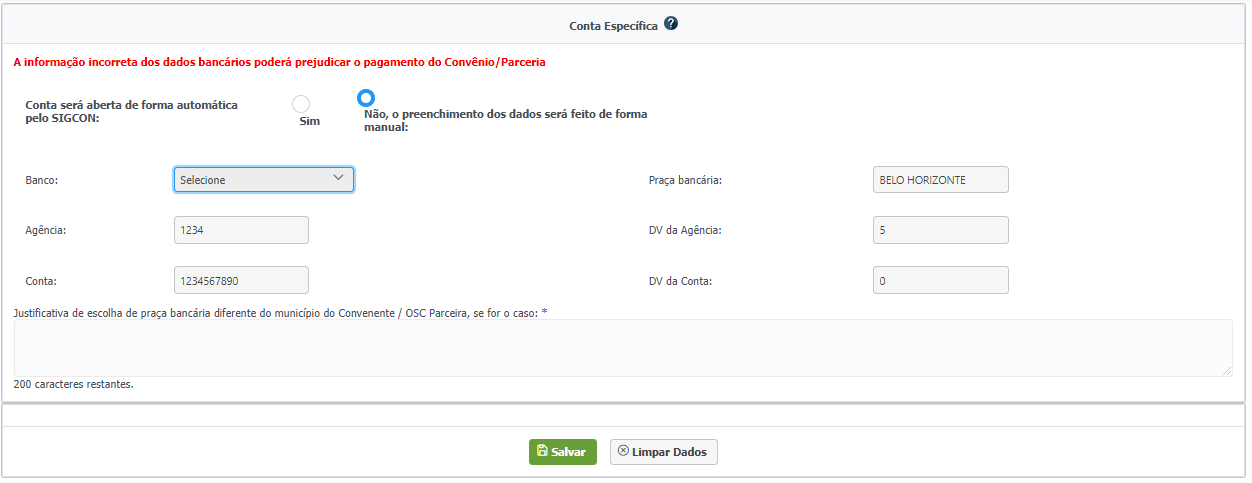 Conta Específica ?
A informação incorreta dos dados bancários poderá prejudicar o pagamento do Convênio/Parceria
Conta será aberta de forma automática
pelo SIGCON:
Sim
Não, o preenchimento dos dados será feito de forma
manual:
Banco: Selecione Praça bancária: BELO HORIZONTE
Agência: 1234 DV da Agência: 5
Conta: 1234567890 DV da Conta: 0
Justificativa de escolha de praça bancária diferente do município do Convenente / OSC Parceira, se for o caso: *
200 caracteres restantes.
Salvar Limpar Dados